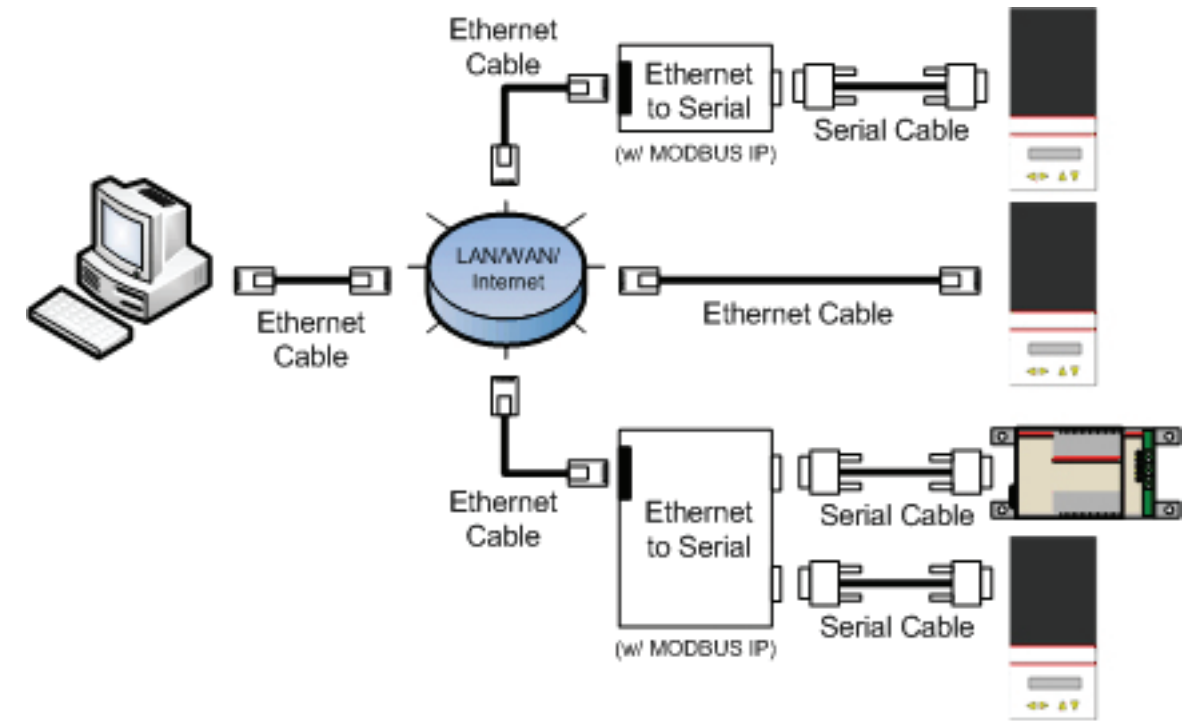 Ethernet
Cable
Ethernet
to Serial
Serial Cable
(w/ MODBUS IP)
LAN/WAN/
Internet
Ethernet
Cable
Ethernet Cable
Ethernet
Cable
Ethernet
to Serial
Serial Cable
Serial Cable
(w/ MODBUS IP)